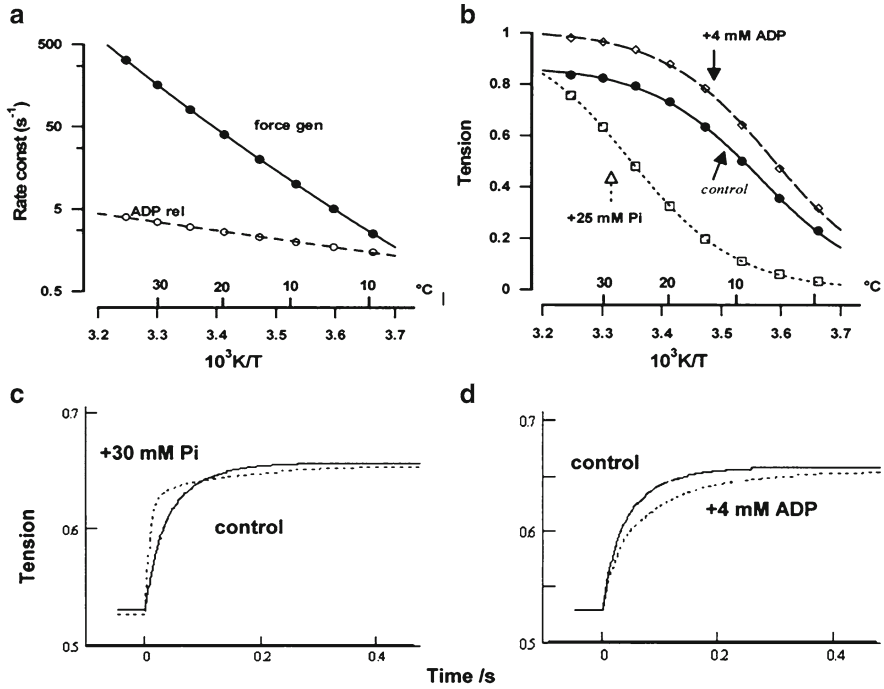 a
500
50
5
0.5
Rate const (s⁻¹)
force gen
ADP rel
30 20 10 10 °C
3.2 3.3 3.4 3.5 3.6 3.7
10³K/T
b
1
0.8
0.6
0.4
0.2
0
Tension
+4 mM ADP
control
+25 mM Pi
30 20 10 °C
3.2 3.3 3.4 3.5 3.6 3.7
10³K/T
c
0.7
0.6
0.5
Tension
+30 mM Pi
control
0 0.2 0.4
d
0.7
0.6
0.5
control
+4 mM ADP
0 0.2 0.4
Time /s